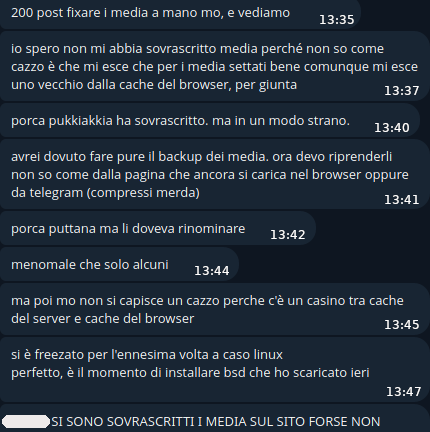 200 post fixare i media a mano mo, e vediamo
13:35
io spero non mi abbia sovrascritto media perché non so come
cazzo è che mi esce che per i media settati bene comunque mi esce
uno vecchio dalla cache del browser, per giunta
13:37
porca pukkiakkia ha sovrascritto. ma in un modo strano.
13:40
avrei dovuto fare pure il backup dei media. ora devo riprenderli
non so come dalla pagina che ancora si carica nel browser oppure
da telegram (compressi merda)
13:41
porca puttana ma li doveva rinominare
13:42
menomale che solo alcuni
13:44
ma poi mo non si capisce un cazzo perche c'è un casino tra cache
del server e cache del browser
13:45
si è freezato per l'ennesima volta a caso linux
perfetto, è il momento di installare bsd che ho scaricato ieri
13:47
SI SONO SOVRASCRITTI I MEDIA SUL SITO FORSE NON